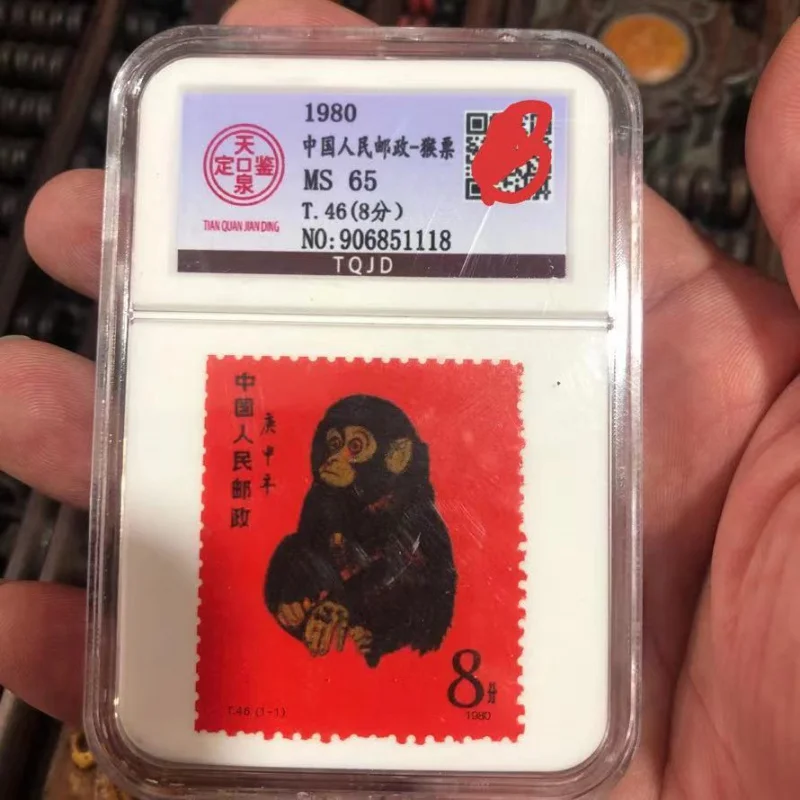 1980
中国人民邮政-猴票
MS 65
T.46(8分)
NO:906851118
天
定口鉴
泉
TIAN QUAN JIAN DING
TQJD
中国人民邮政
庚申年
8分
1980
T.46 (1-1)